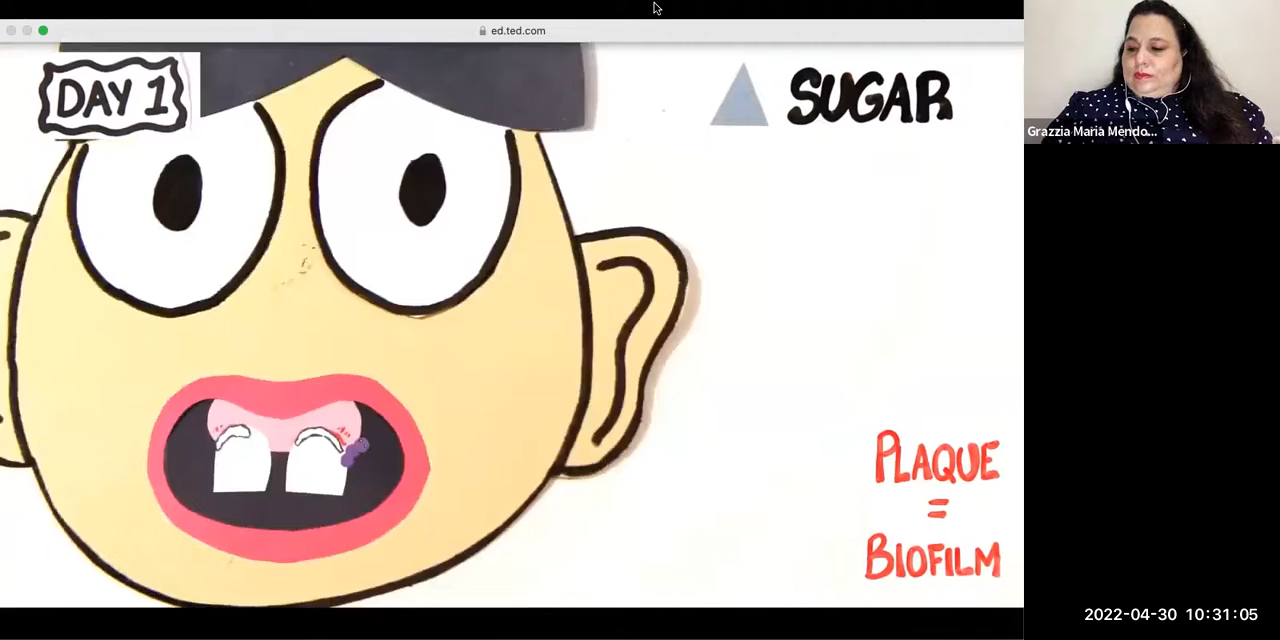 ed.ted.com
DAY 1
SUGAR
Grazzia Maria Mendo...
PLAQUE
=
BIOFILM
2022-04-30 10:31:05